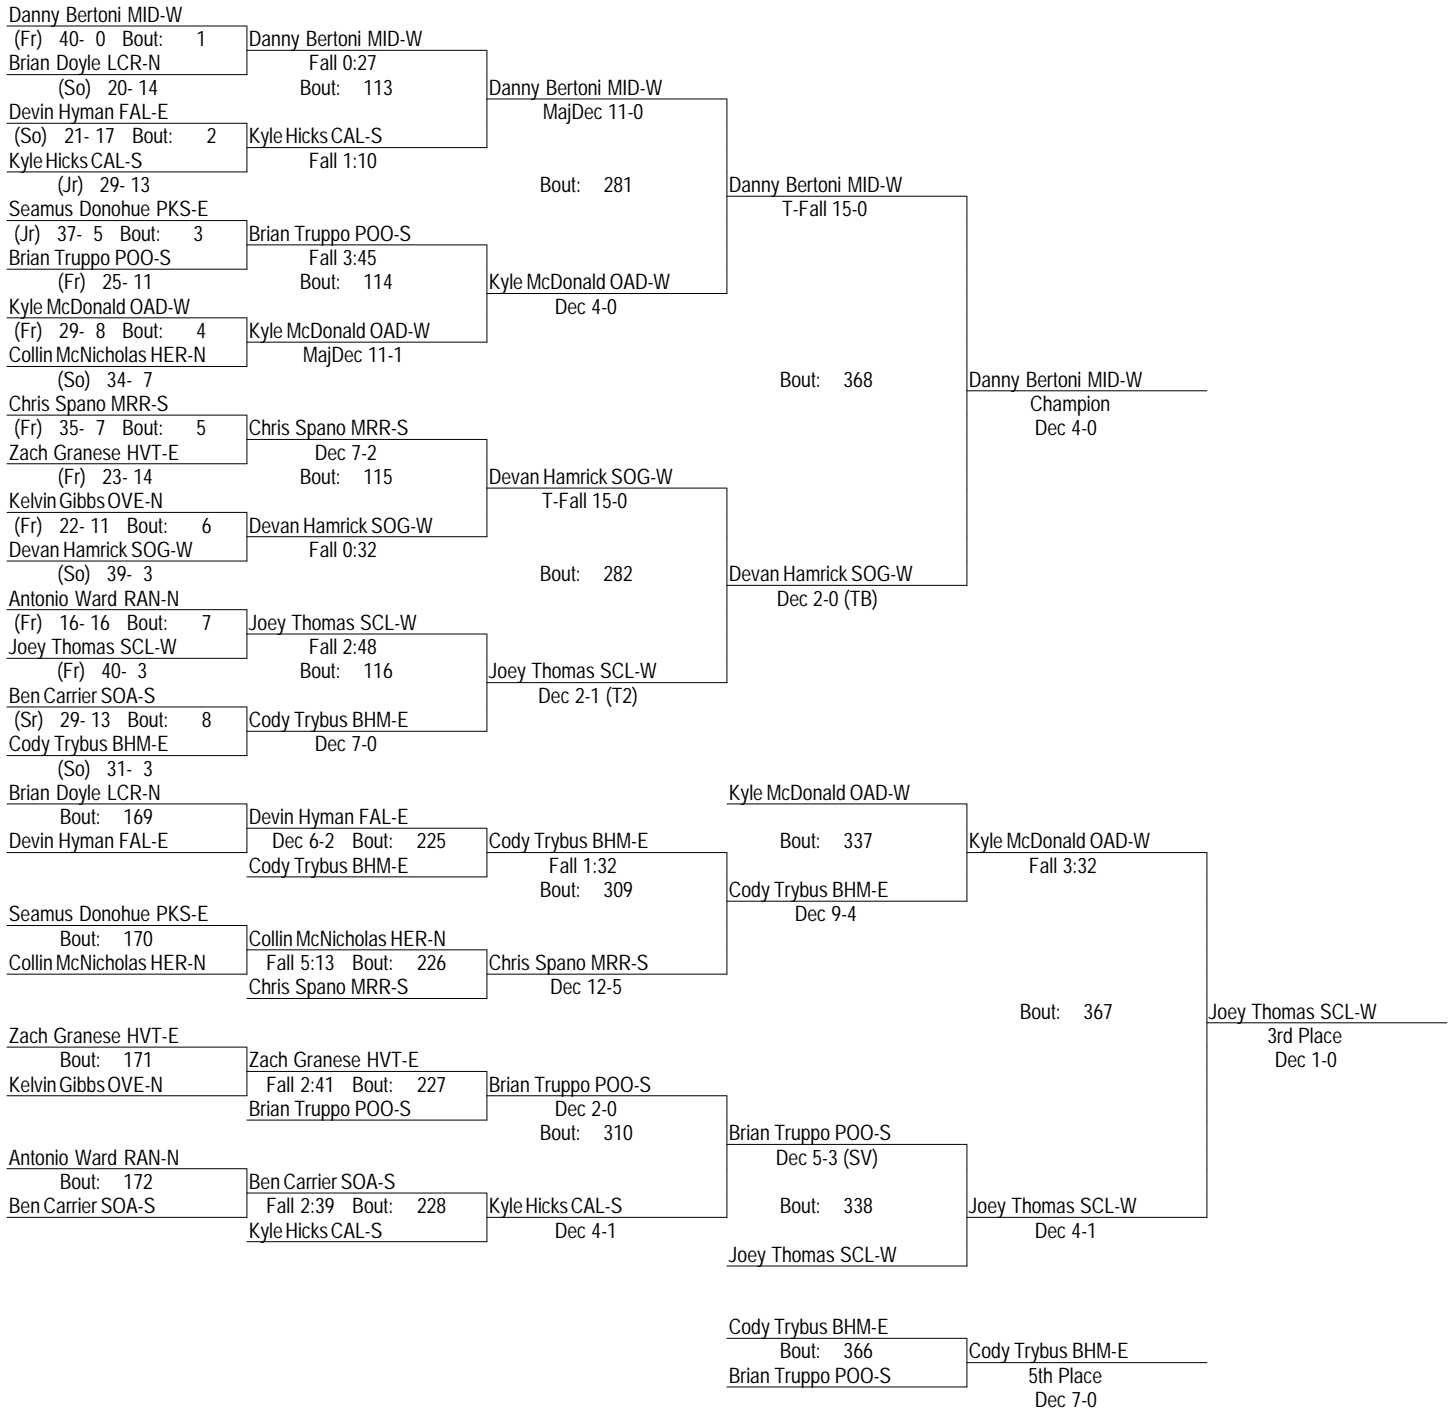 Danny Bertoni MID-W
(Fr) 40- 0 Bout: 1 Danny Bertoni MID-W
Brian Doyle LCR-N Fall 0:27
(So) 20- 14 Bout: 113 Danny Bertoni MID-W
Devin Hyman FAL-E MajDec 11-0
(So) 21- 17 Bout: 2 Kyle Hicks CAL-S
Kyle Hicks CAL-S Fall 1:10
(Jr) 29- 13 Bout: 281 Danny Bertoni MID-W
Seamus Donohue PKS-E T-Fall 15-0
(Jr) 37- 5 Bout: 3 Brian Truppo POO-S
Brian Truppo POO-S Fall 3:45
(Fr) 25- 11 Bout: 114 Kyle McDonald OAD-W
Kyle McDonald OAD-W Dec 4-0
(Fr) 29- 8 Bout: 4 Kyle McDonald OAD-W
Collin McNicholas HER-N MajDec 11-1
(So) 34- 7 Bout: 368 Danny Bertoni MID-W
Chris Spano MRR-S Champion
(Fr) 35- 7 Bout: 5 Chris Spano MRR-S Dec 4-0
Zach Granese HVT-E Dec 7-2
(Fr) 23- 14 Bout: 115 Devan Hamrick SOG-W
Kelvin Gibbs OVE-N T-Fall 15-0
(Fr) 22- 11 Bout: 6 Devan Hamrick SOG-W
Devan Hamrick SOG-W Fall 0:32
(So) 39- 3 Bout: 282 Devan Hamrick SOG-W
Antonio Ward RAN-N Dec 2-0 (TB)
(Fr) 16- 16 Bout: 7 Joey Thomas SCL-W
Joey Thomas SCL-W Fall 2:48
(Fr) 40- 3 Bout: 116 Joey Thomas SCL-W
Ben Carrier SOA-S Dec 2-1 (T2)
(Sr) 29- 13 Bout: 8 Cody Trybus BHM-E
Cody Trybus BHM-E Dec 7-0
(So) 31- 3
Brian Doyle LCR-N Kyle McDonald OAD-W
Bout: 169 Devin Hyman FAL-E
Devin Hyman FAL-E Dec 6-2 Bout: 225 Cody Trybus BHM-E Bout: 337 Kyle McDonald OAD-W
Cody Trybus BHM-E Fall 1:32 Fall 3:32
Bout: 309 Cody Trybus BHM-E
Seamus Donohue PKS-E Dec 9-4
Bout: 170 Collin McNicholas HER-N
Collin McNicholas HER-N Fall 5:13 Bout: 226 Chris Spano MRR-S
Chris Spano MRR-S Dec 12-5
Bout: 367 Joey Thomas SCL-W
Zach Granese HVT-E 3rd Place
Bout: 171 Zach Granese HVT-E Dec 1-0
Kelvin Gibbs OVE-N Fall 2:41 Bout: 227 Brian Truppo POO-S
Brian Truppo POO-S Dec 2-0
Bout: 310 Brian Truppo POO-S
Antonio Ward RAN-N Dec 5-3 (SV)
Bout: 172 Ben Carrier SOA-S
Ben Carrier SOA-S Fall 2:39 Bout: 228 Kyle Hicks CAL-S Bout: 338 Joey Thomas SCL-W
Kyle Hicks CAL-S Dec 4-1 Dec 4-1
Joey Thomas SCL-W
Cody Trybus BHM-E
Bout: 366 Cody Trybus BHM-E
Brian Truppo POO-S 5th Place
Dec 7-0